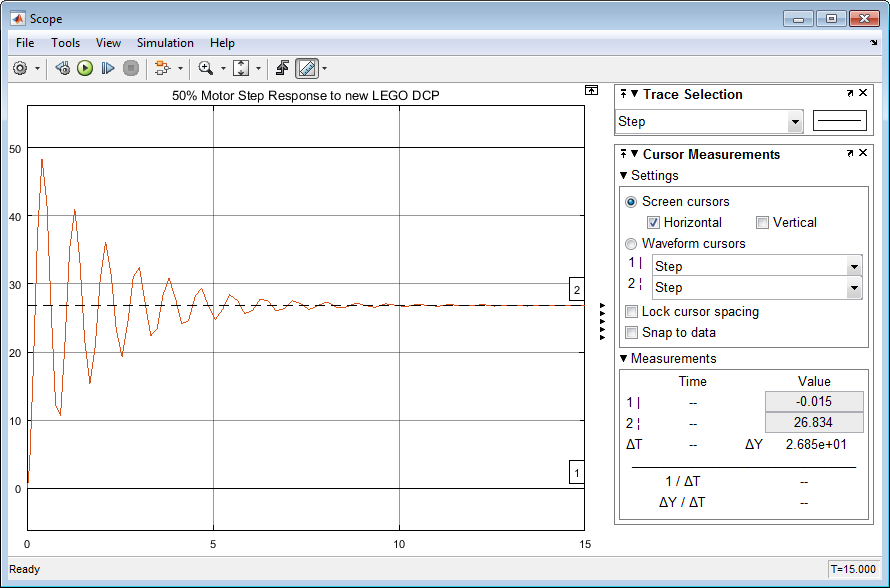 Scope
File Tools View Simulation Help
50% Motor Step Response to new LEGO DCP
50
40
30
20
10
0
0 5 10 15
2
1
Trace Selection
Step
Cursor Measurements
Settings
Screen cursors
Horizontal Vertical
Waveform cursors
1 | Step
2 ¦ Step
Lock cursor spacing
Snap to data
Measurements
Time Value
1 | -- -0.015
2 ¦ -- 26.834
ΔT -- ΔY 2.685e+01
1 / ΔT --
ΔY / ΔT --
Ready T=15.000